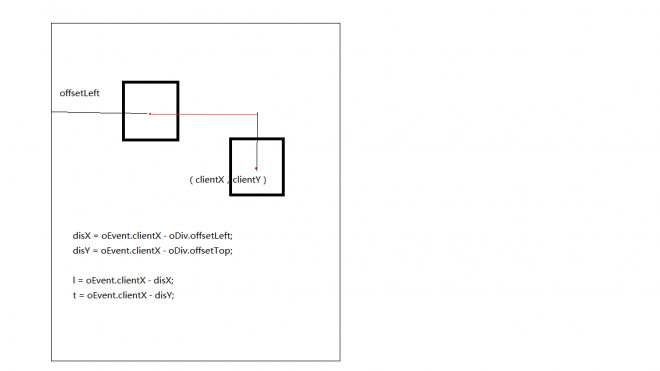 offsetLeft
( clientX , clientY )
disX = oEvent.clientX - oDiv.offsetLeft;
disY = oEvent.clientX - oDiv.offsetTop;
l = oEvent.clientX - disX;
t = oEvent.clientX - disY;